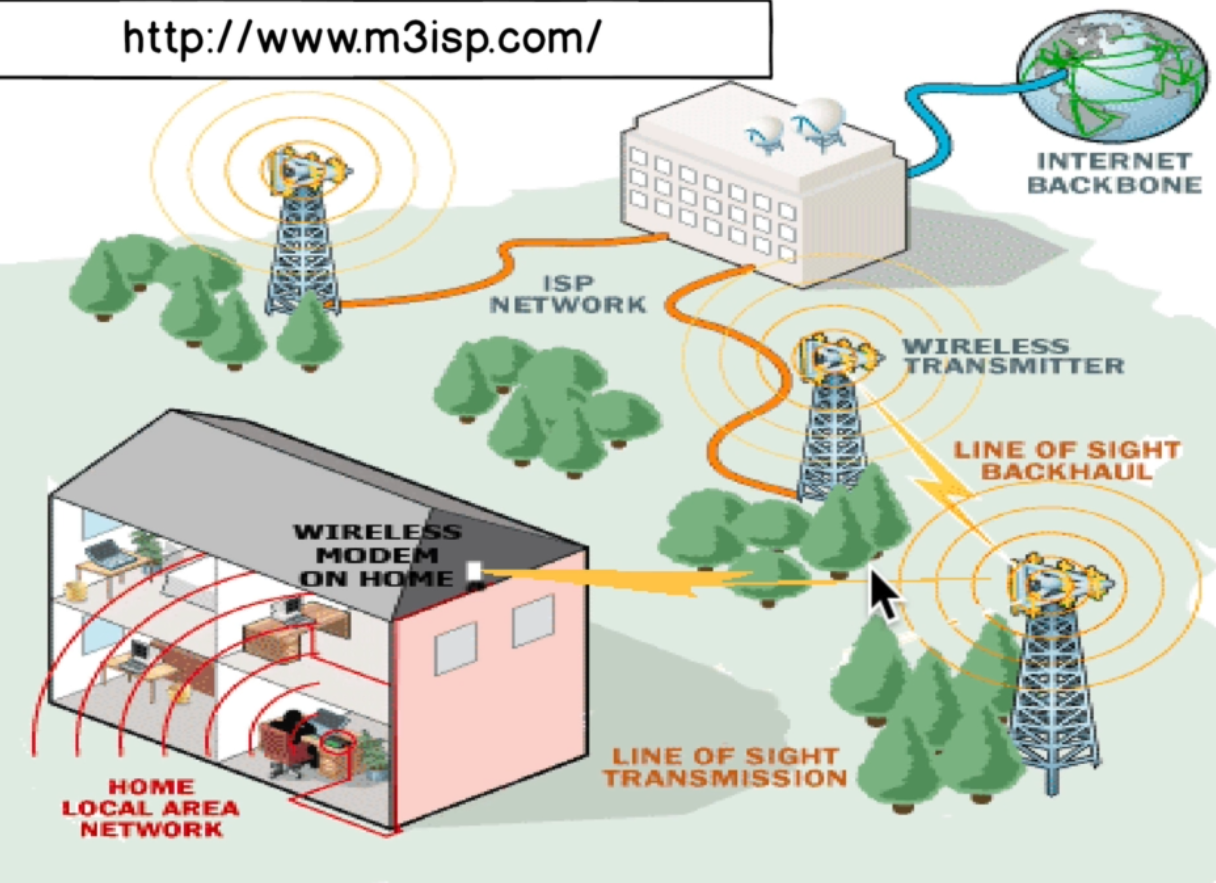 http://www.m3isp.com/
INTERNET
BACKBONE
ISP
NETWORK
WIRELESS
TRANSMITTER
LINE OF SIGHT
BACKHAUL
WIRELESS
MODEM
ON HOME
LINE OF SIGHT
TRANSMISSION
HOME
LOCAL AREA
NETWORK